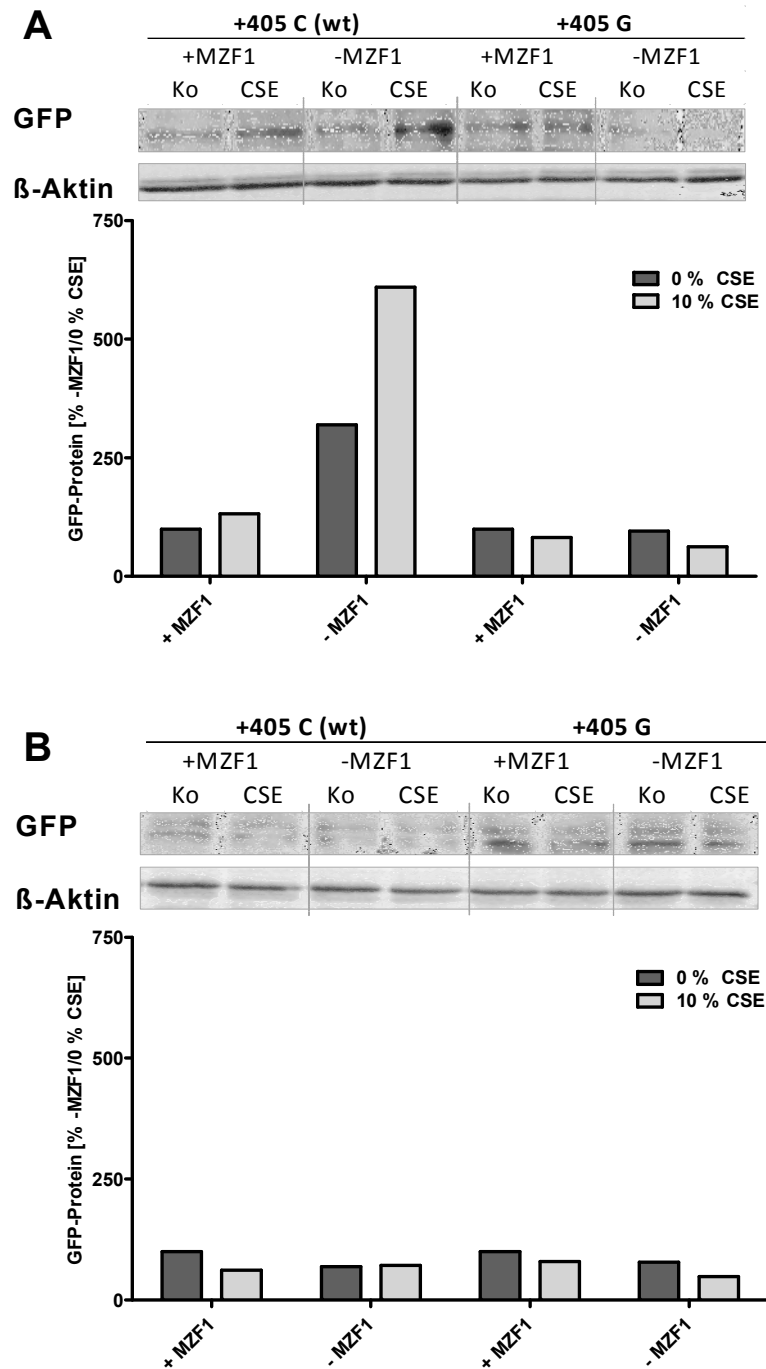 A
+405 C (wt) +405 G
+MZF1 -MZF1 +MZF1 -MZF1
Ko CSE Ko CSE Ko CSE Ko CSE
GFP
ß-Aktin
GFP-Protein [% -MZF1/0 % CSE]
750
500
250
0
0 % CSE
10 % CSE
+ MZF1 - MZF1 + MZF1 - MZF1
B
+405 C (wt) +405 G
+MZF1 -MZF1 +MZF1 -MZF1
Ko CSE Ko CSE Ko CSE Ko CSE
GFP
ß-Aktin
GFP-Protein [% -MZF1/0 % CSE]
750
500
250
0
0 % CSE
10 % CSE
+ MZF1 - MZF1 + MZF1 - MZF1